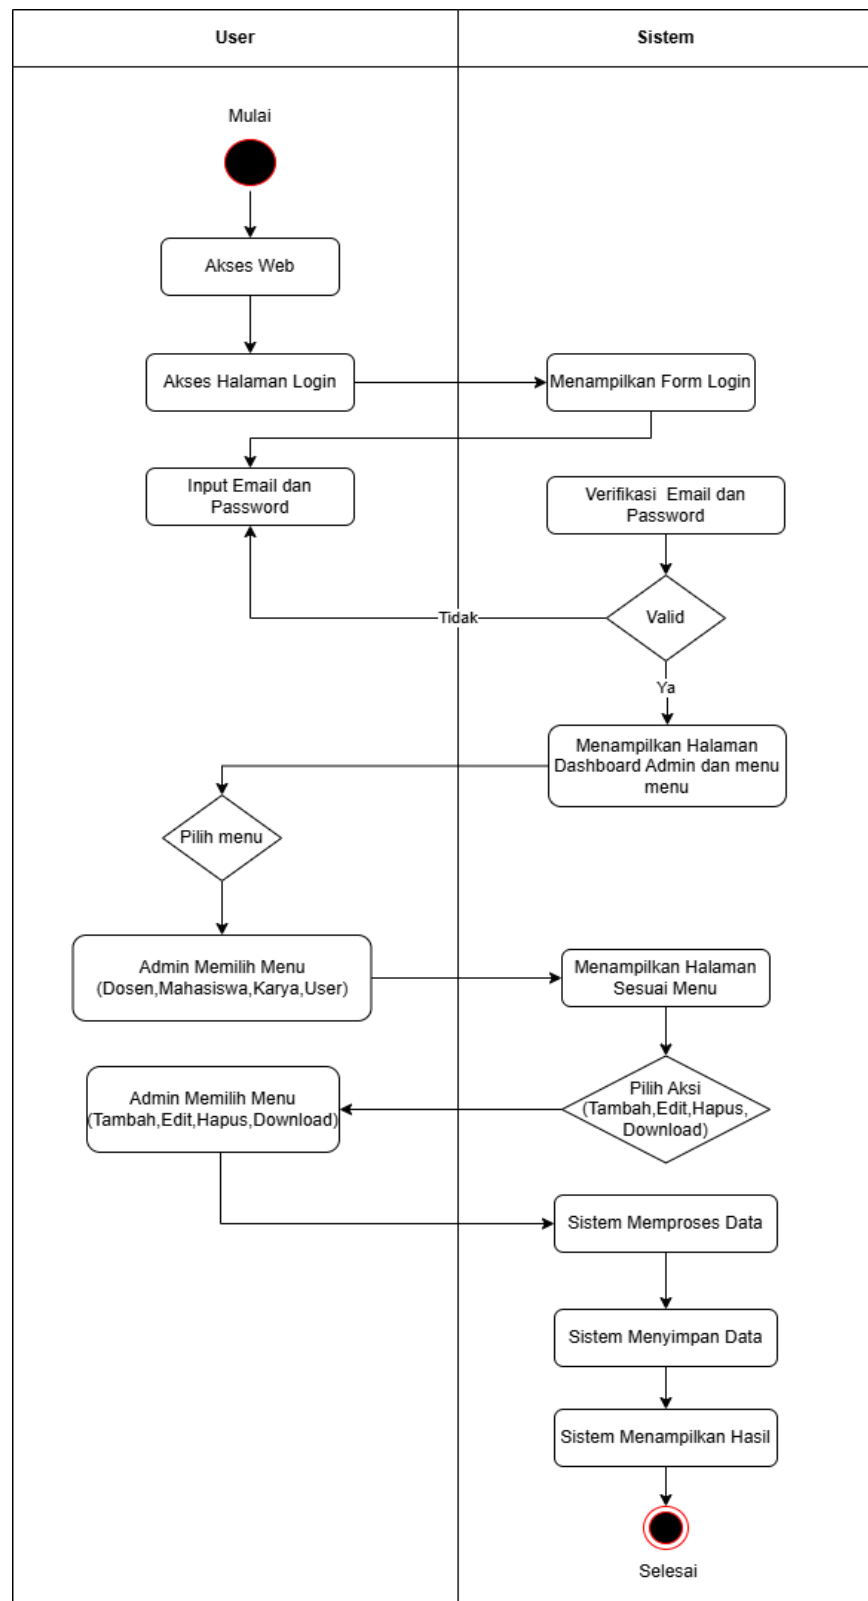 User
Sistem
Mulai
Akses Web
Akses Halaman Login
Menampilkan Form Login
Input Email dan
Password
Verifikasi Email dan
Password
Valid
Tidak
Ya
Menampilkan Halaman
Dashboard Admin dan menu
menu
Pilih menu
Admin Memilih Menu
(Dosen,Mahasiswa,Karya,User)
Menampilkan Halaman
Sesuai Menu
Pilih Aksi
(Tambah,Edit,Hapus,
Download)
Admin Memilih Menu
(Tambah,Edit,Hapus,Download)
Sistem Memproses Data
Sistem Menyimpan Data
Sistem Menampilkan Hasil
Selesai